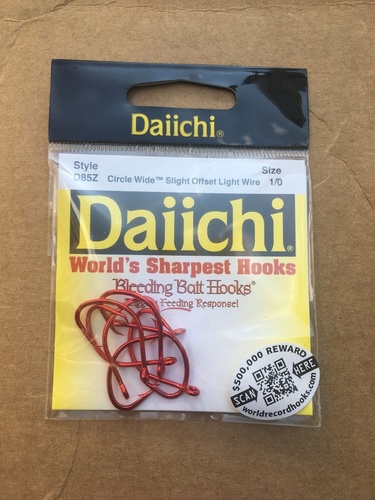 Daiichi®
Style Size
D85Z Circle Wide™ Slight Offset Light Wire 1/0
Daiichi®
World's Sharpest Hooks
Bleeding Bait Hooks®
Feeding Response!
$500,000 REWARD
SCAN HERE
worldrecordhooks.com